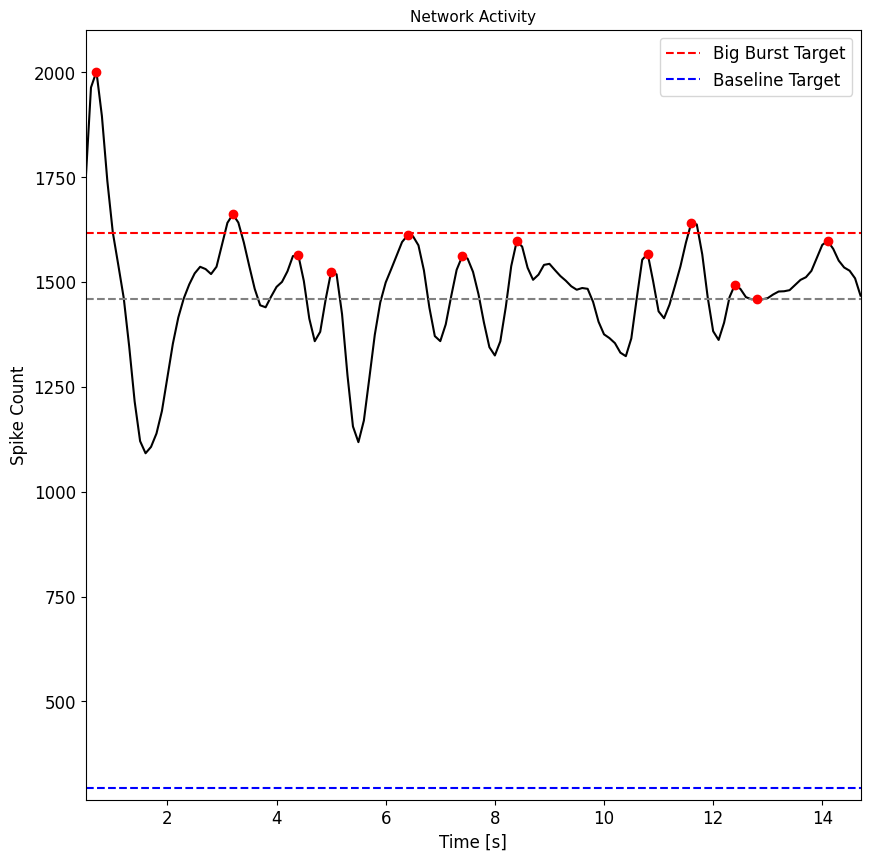 Network Activity
Big Burst Target
Baseline Target
2000
1750
1500
1250
1000
750
500
Spike Count
2 4 6 8 10 12 14
Time [s]